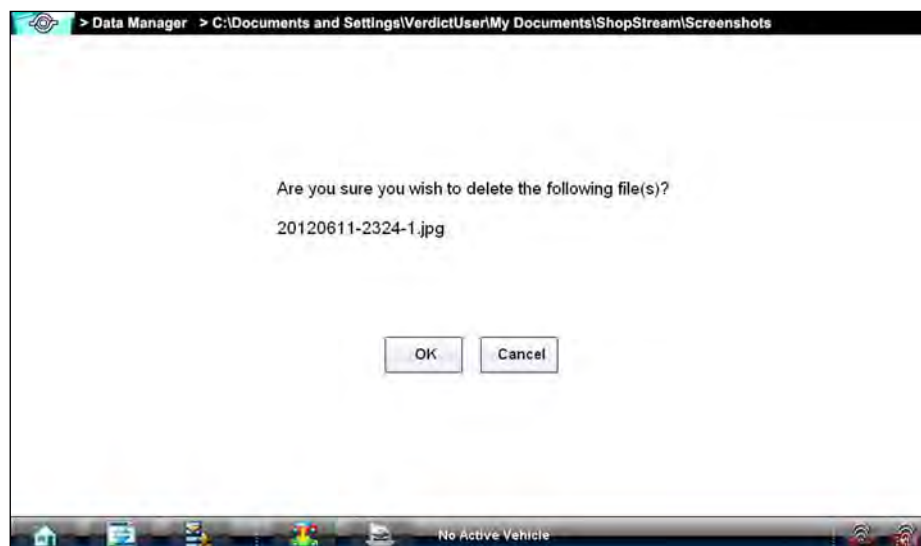 > Data Manager > C:\Documents and Settings\VerdictUser\My Documents\ShopStream\Screenshots
Are you sure you wish to delete the following file(s)?
20120611-2324-1.jpg
OK Cancel
No Active Vehicle